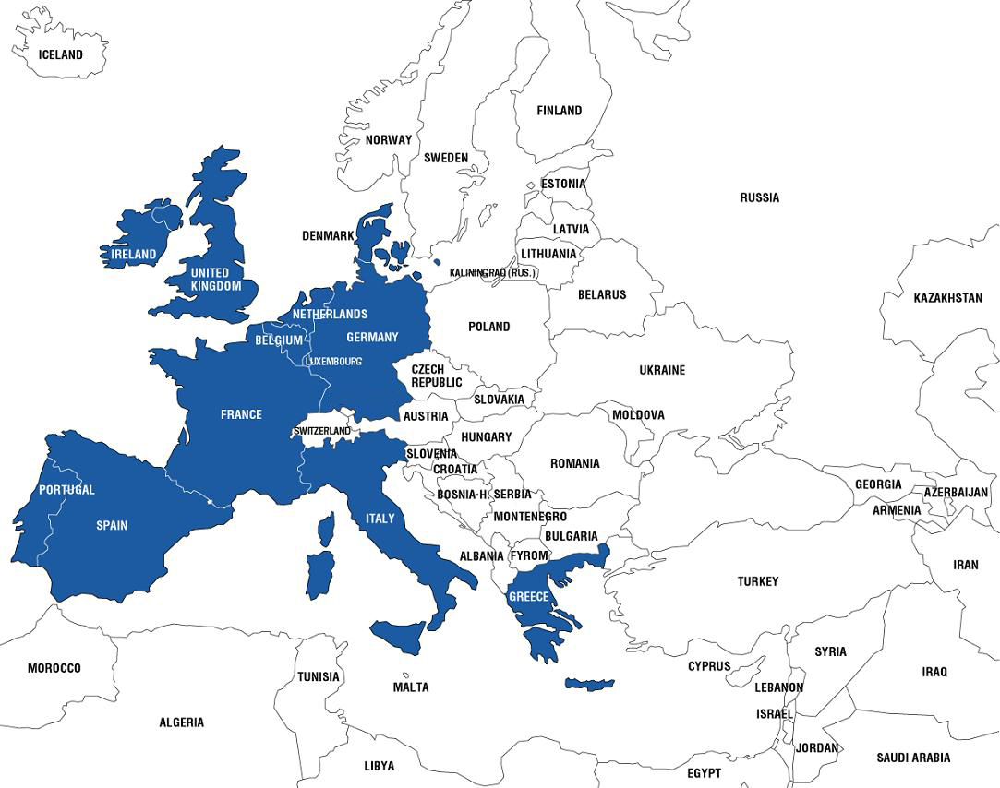 ICELAND
FINLAND
NORWAY
SWEDEN
ESTONIA
RUSSIA
LATVIA
DENMARK
LITHUANIA
IRELAND
UNITED
KINGDOM
KALININGRAD (RUS.)
BELARUS
KAZAKHSTAN
NETHERLANDS
POLAND
BELGIUM
GERMANY
LUXEMBOURG
CZECH
REPUBLIC
UKRAINE
SLOVAKIA
FRANCE
AUSTRIA
MOLDOVA
SWITZERLAND
HUNGARY
SLOVENIA
ROMANIA
CROATIA
PORTUGAL
GEORGIA
BOSNIA-H.
SERBIA
AZERBAIJAN
ARMENIA
ITALY
MONTENEGRO
SPAIN
BULGARIA
ALBANIA
FYROM
IRAN
TURKEY
GREECE
SYRIA
MOROCCO
CYPRUS
IRAQ
TUNISIA
MALTA
LEBANON
ISRAEL
ALGERIA
JORDAN
SAUDI ARABIA
LIBYA
EGYPT